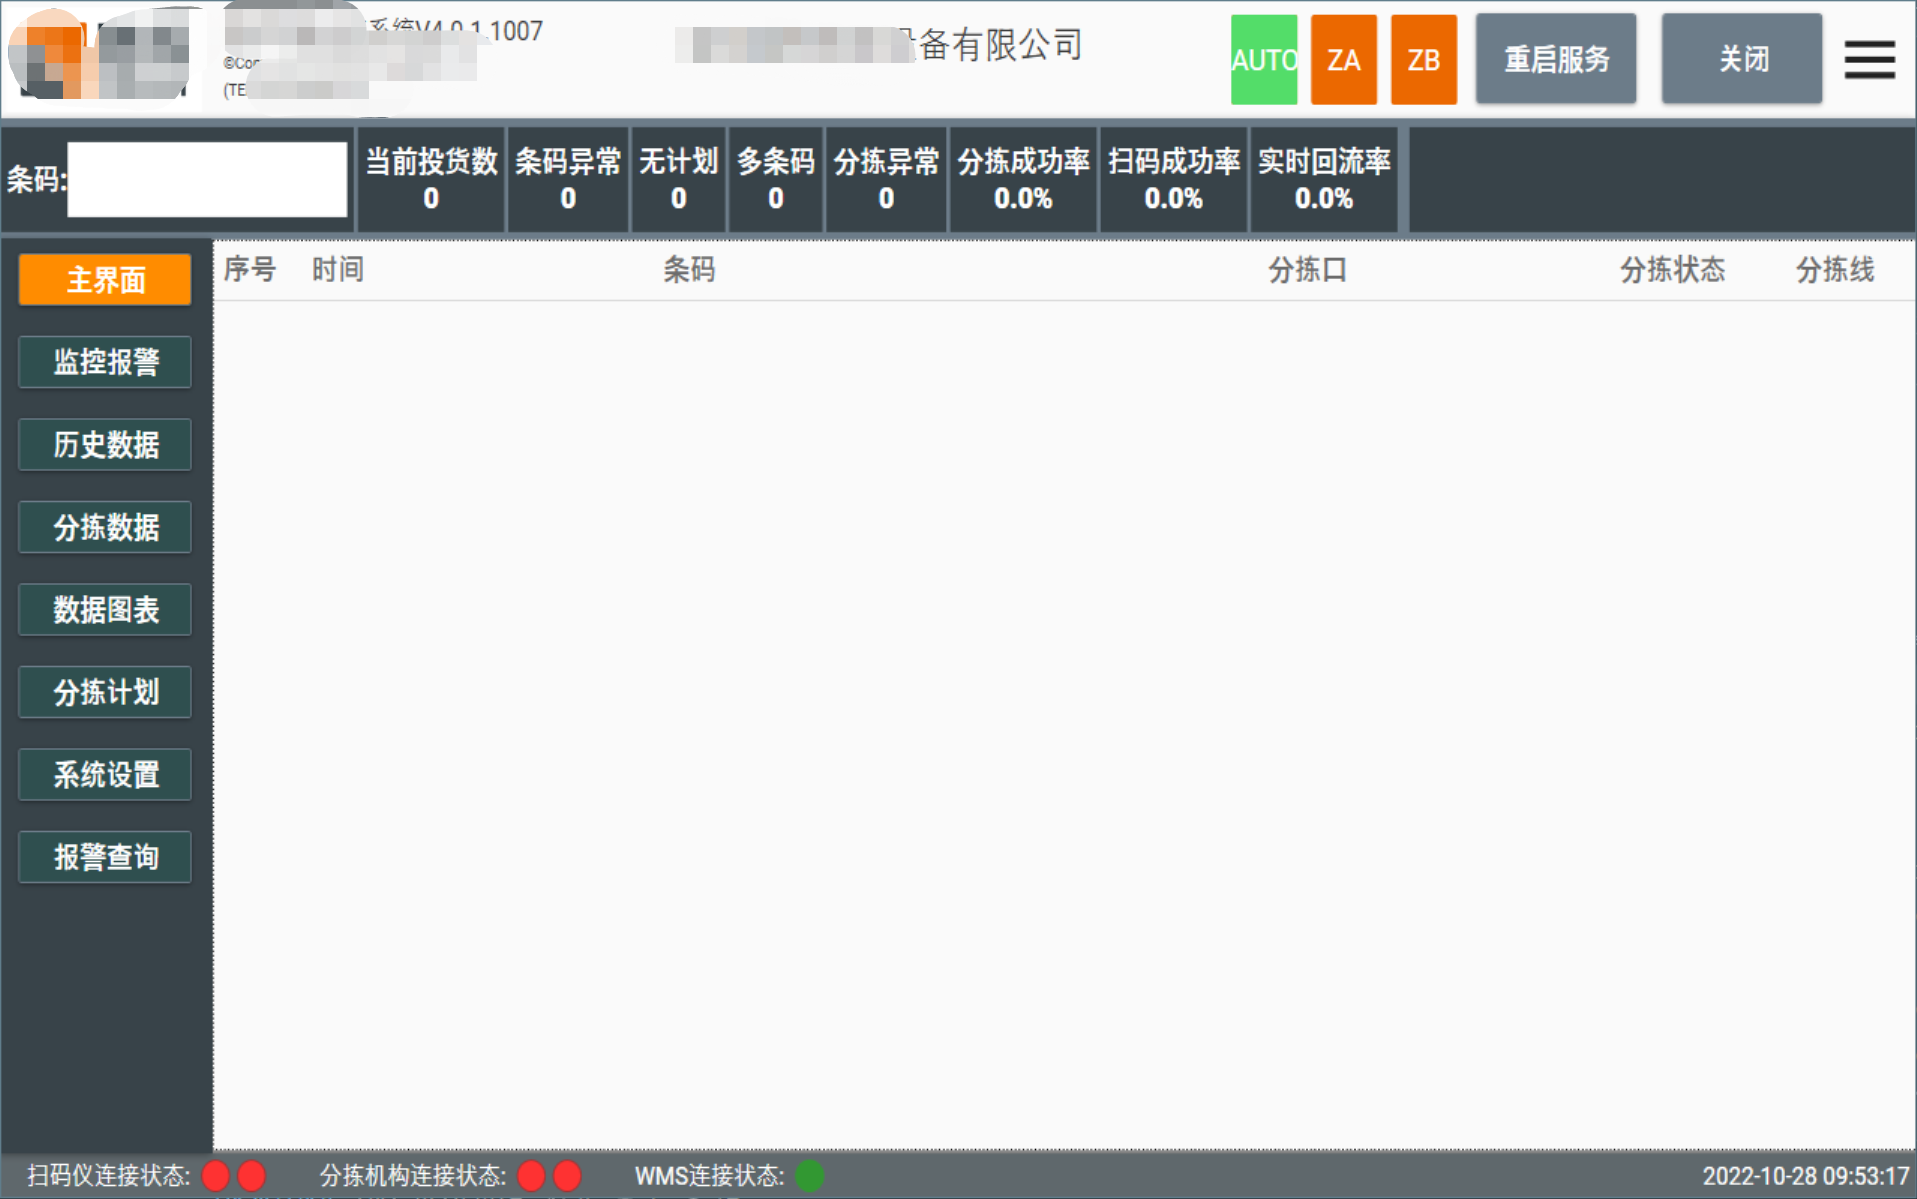 系统V4.0.1.1007
©Cor
(TE
备有限公司
AUTO
ZA
ZB
重启服务
关闭
条码:
当前投货数
0
条码异常
0
无计划
0
多条码
0
分拣异常
0
分拣成功率
0.0%
扫码成功率
0.0%
实时回流率
0.0%
主界面
监控报警
历史数据
分拣数据
数据图表
分拣计划
系统设置
报警查询
序号 时间 条码 分拣口 分拣状态 分拣线
扫码仪连接状态: 分拣机构连接状态: WMS连接状态: 2022-10-28 09:53:17